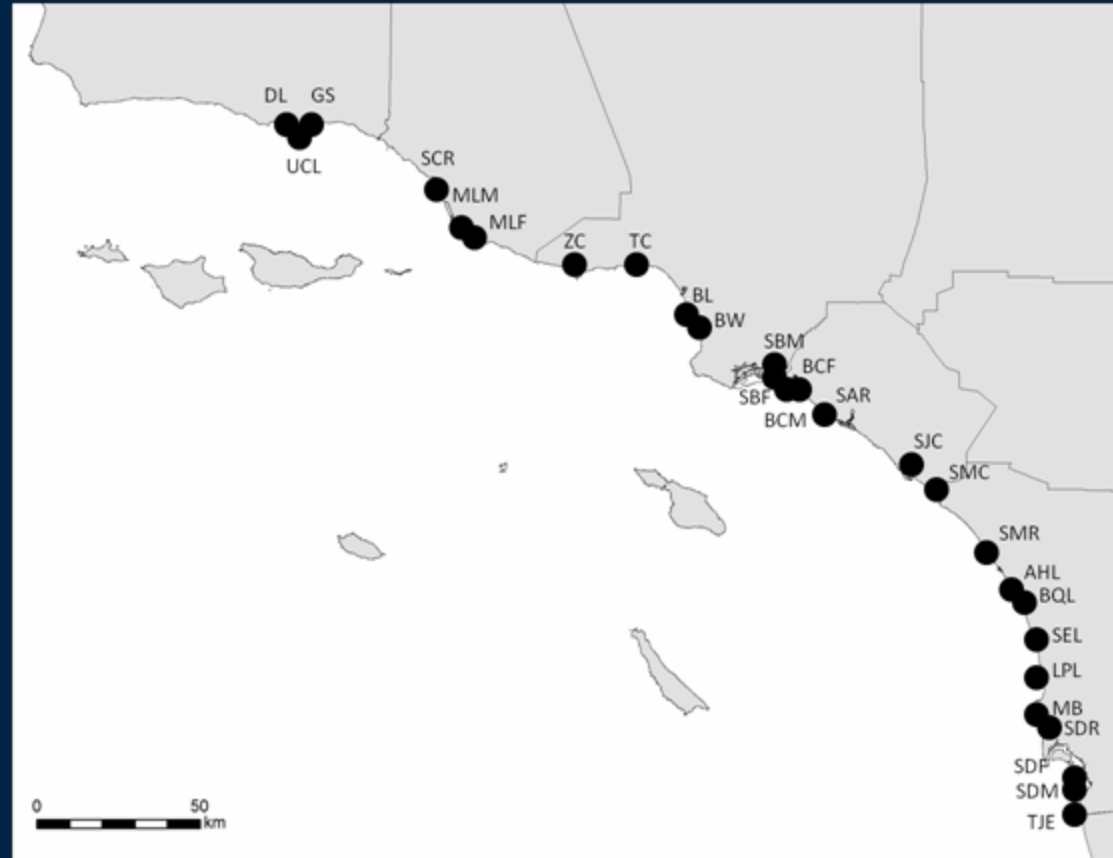 DL GS
UCL
SCR
MLM
MLF
ZC TC
BL
BW
SBM
BCF
SBF
SAR
BCM
SJC
SMC
SMR
AHL
BQL
SEL
LPL
MB
SDR
SDF
SDM
TJE
0 50
km